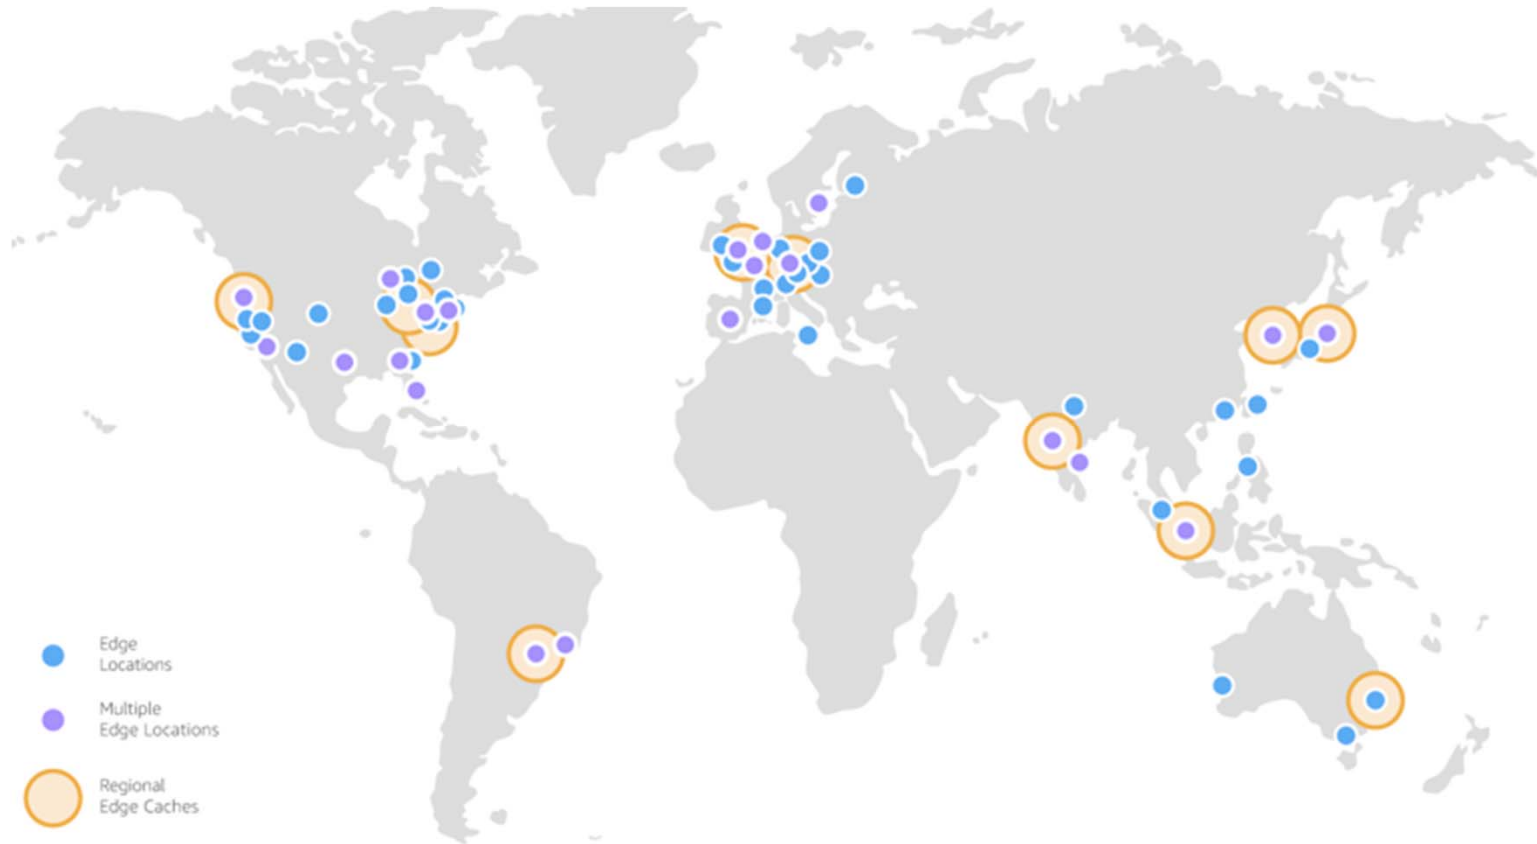 Edge
Locations
Multiple
Edge Locations
Regional
Edge Caches